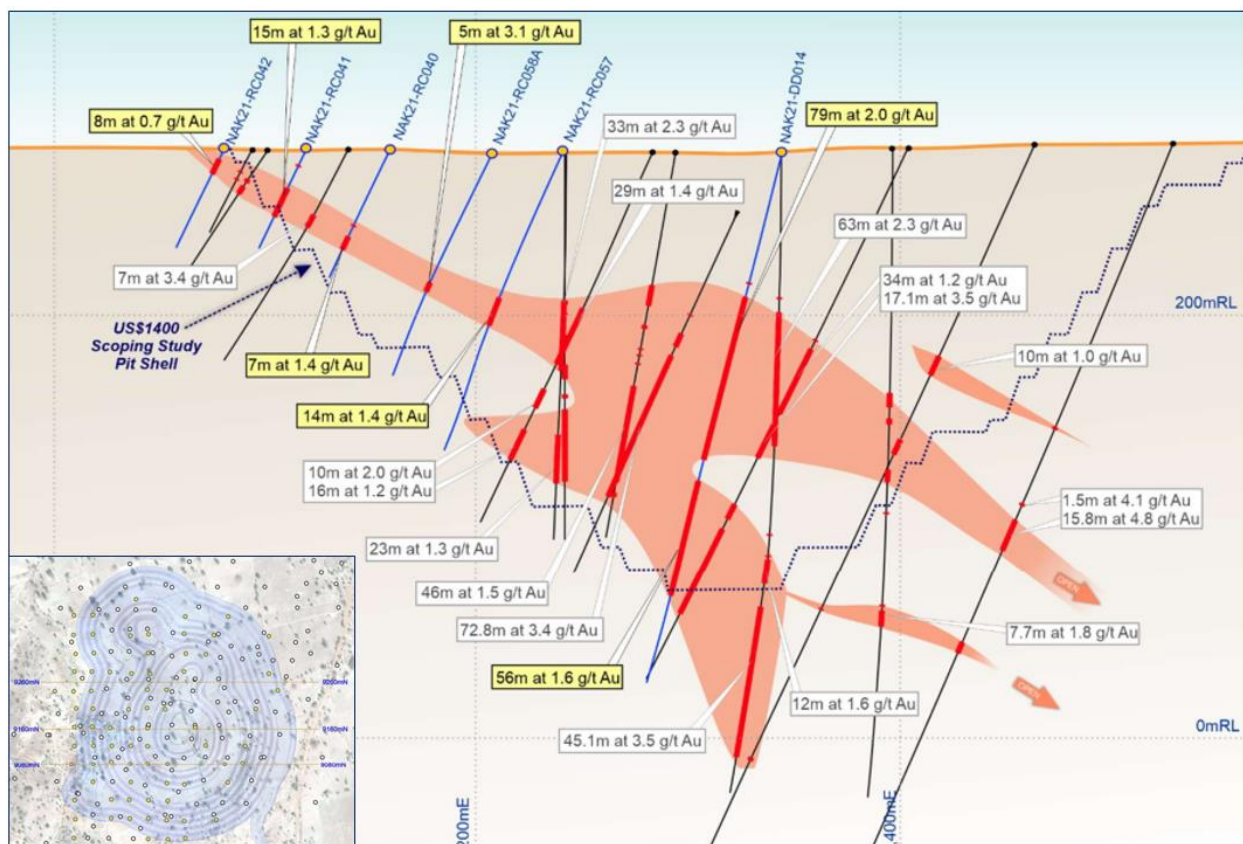 15m at 1.3 g/t Au
5m at 3.1 g/t Au
NAK21-RC042
NAK21-RC041
NAK21-RC040
NAK21-RC058A
NAK21-RC057
NAK21-DD014
8m at 0.7 g/t Au
79m at 2.0 g/t Au
33m at 2.3 g/t Au
29m at 1.4 g/t Au
63m at 2.3 g/t Au
7m at 3.4 g/t Au
34m at 1.2 g/t Au
17.1m at 3.5 g/t Au
200mRL
US$1400
Scoping Study
Pit Shell
7m at 1.4 g/t Au
10m at 1.0 g/t Au
14m at 1.4 g/t Au
10m at 2.0 g/t Au
16m at 1.2 g/t Au
1.5m at 4.1 g/t Au
15.8m at 4.8 g/t Au
23m at 1.3 g/t Au
46m at 1.5 g/t Au
OPEN
72.8m at 3.4 g/t Au
7.7m at 1.8 g/t Au
56m at 1.6 g/t Au
OPEN
12m at 1.6 g/t Au
45.1m at 3.5 g/t Au
0mRL
9260mN
9260mN
9160mN
9160mN
9080mN
9080mN
200mE
400mE